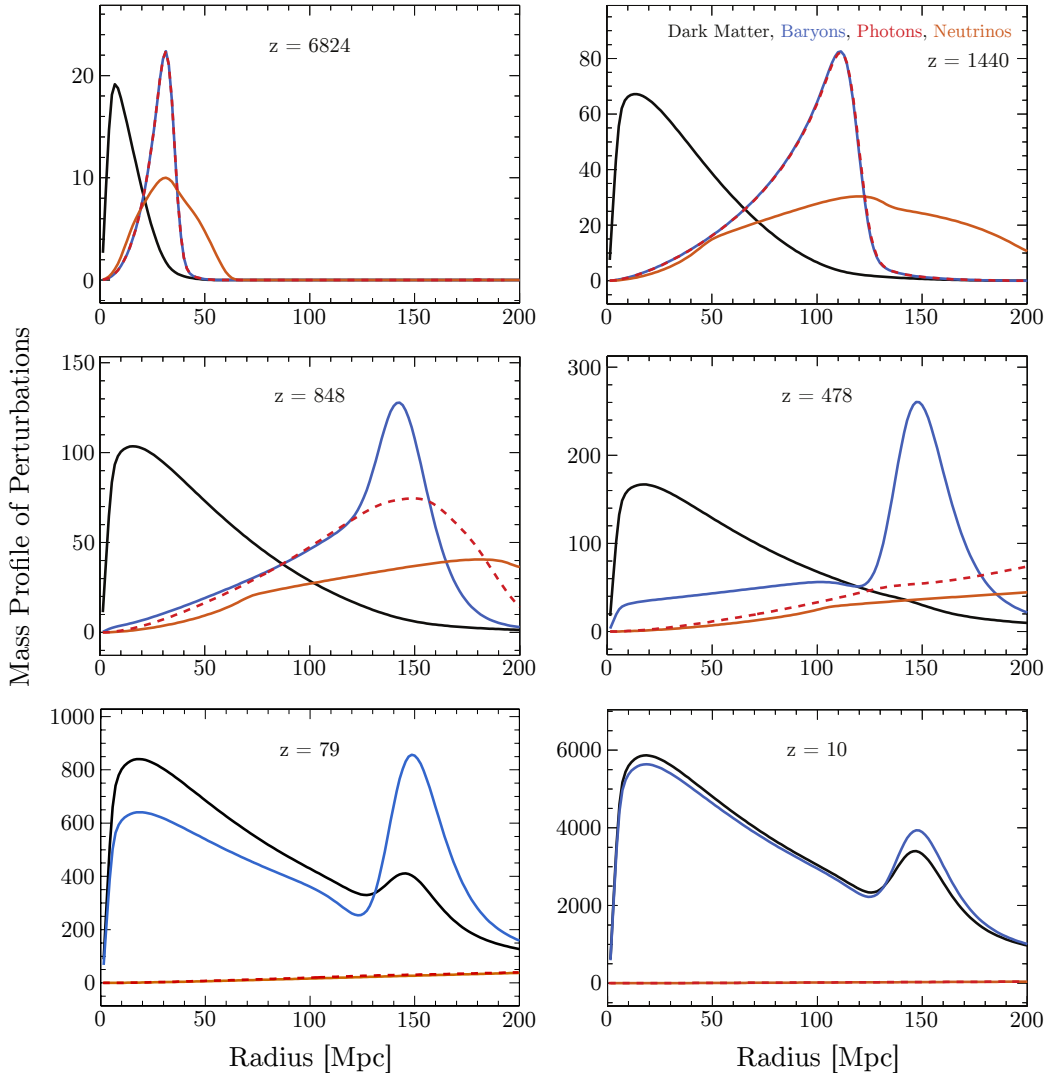 Mass Profile of Perturbations
z = 6824
20
10
0
0 50 100 150 200
Dark Matter, Baryons, Photons, Neutrinos
z = 1440
80
60
40
20
0
0 50 100 150 200
z = 848
150
100
50
0
0 50 100 150 200
z = 478
300
200
100
0
0 50 100 150 200
z = 79
1000
800
600
400
200
0
0 50 100 150 200
Radius [Mpc]
z = 10
6000
4000
2000
0
0 50 100 150 200
Radius [Mpc]